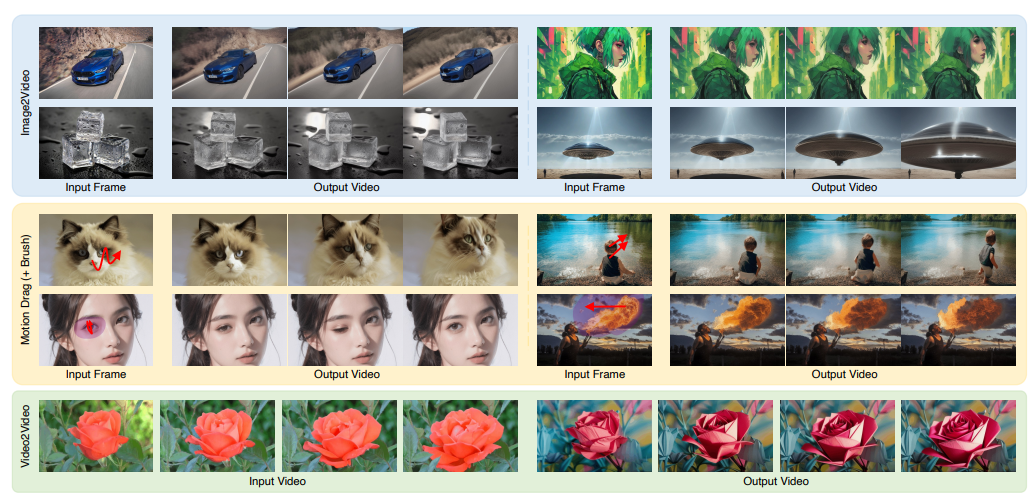 Image2Video
Input Frame
Output Video
Input Frame
Output Video
Motion Drag (+ Brush)
Input Frame
Output Video
Input Frame
Output Video
Video2Video
Input Video
Output Video